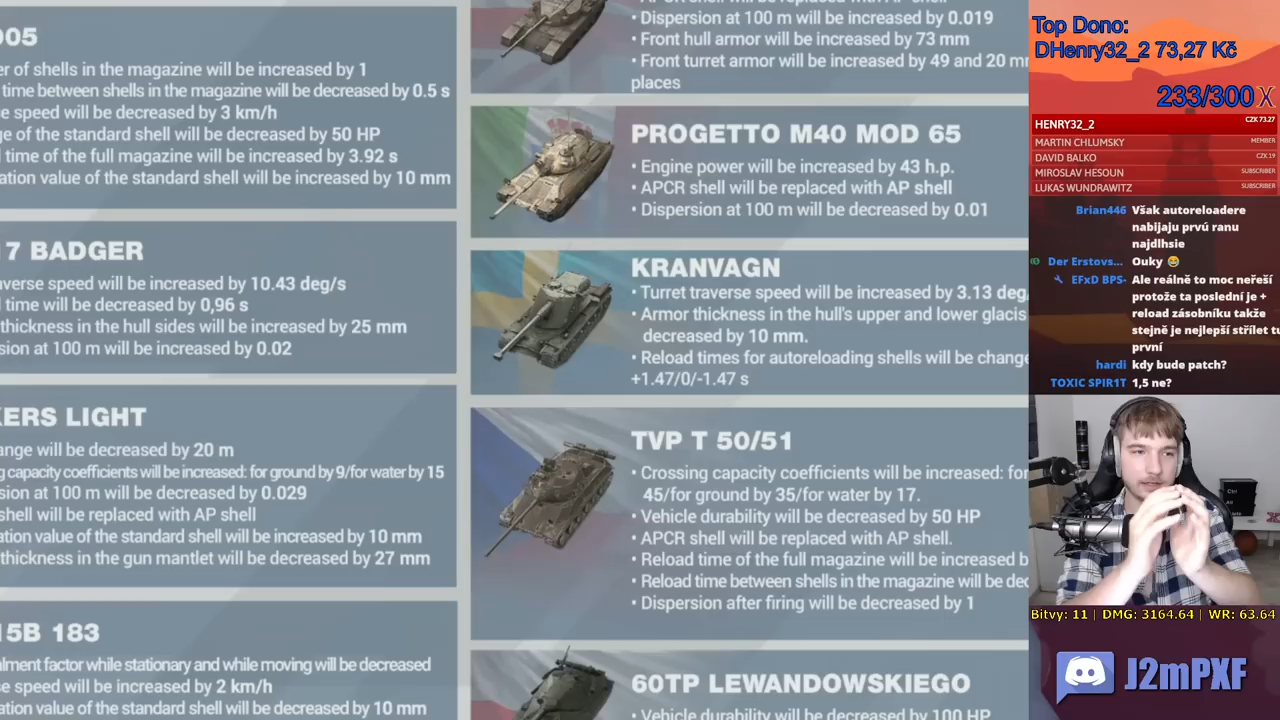 005
er of shells in the magazine will be increased by 1
time between shells in the magazine will be decreased by 0.5 s
e speed will be decreased by 3 km/h
ge of the standard shell will be decreased by 50 HP
time of the full magazine will be increased by 3.92 s
ation value of the standard shell will be increased by 10 mm
7 BADGER
averse speed will be increased by 10.43 deg/s
time will be decreased by 0,96 s
thickness in the hull sides will be increased by 25 mm
sion at 100 m will be increased by 0.02
KERS LIGHT
ange will be decreased by 20 m
g capacity coefficients will be increased: for ground by 9/for water by 15
sion at 100 m will be decreased by 0.029
shell will be replaced with AP shell
ation value of the standard shell will be increased by 10 mm
thickness in the gun mantlet will be decreased by 27 mm
15B 183
alment factor while stationary and while moving will be decreased
se speed will be increased by 2 km/h
ation value of the standard shell will be decreased by 10 mm
• Dispersion at 100 m will be increased by 0.019
• Front hull armor will be increased by 73 mm
• Front turret armor will be increased by 49 and 20 mm
places
PROGETTO M40 MOD 65
• Engine power will be increased by 43 h.p.
• APCR shell will be replaced with AP shell
• Dispersion at 100 m will be increased by 0.01
KRANVAGN
• Turret traverse speed will be increased by 3.13 deg/
• Armor thickness in the hull's upper and lower glacis
decreased by 10 mm.
• Reload times for autoreloading shells will be change
+1.47/0/-1.47 s
TVP T 50/51
• Crossing capacity coefficients will be increased: for
45/for ground by 35/for water by 17.
• Vehicle durability will be decreased by 50 HP
• APCR shell will be replaced with AP shell.
• Reload time of the full magazine will be increased b
• Reload time between shells in the magazine will be dec
• Dispersion after firing will be decreased by 1
60TP LEWANDOWSKIEGO
• Vehicle durability will be decreased by 100 HP
Top Dono:
DHenry32_2 73,27 Kč
233/300 X
HENRY32_2 CZK 73.27
MARTIN CHLUMSKY MEMBER
DAVID BALKO CZK 19
MIROSLAV HESOUN SUBSCRIBER
LUKAS WUNDRAWITZ SUBSCRIBER
Brian446 Však autoreloadere
nabijaju prvú ranu
najdlhsie
Der Erstovs... Ouky 😂
EFxD BPS- Ale reálně to moc neřeší
protože ta poslední je +
reload zásobníku takže
stejně je nejlepší střílet tu
první
hardi kdy bude patch?
TOXIC SPIR1T 1,5 ne?
Ctrl
Alt
Bitvy: 11 | DMG: 3164.64 | WR: 63.64
J2mPXF